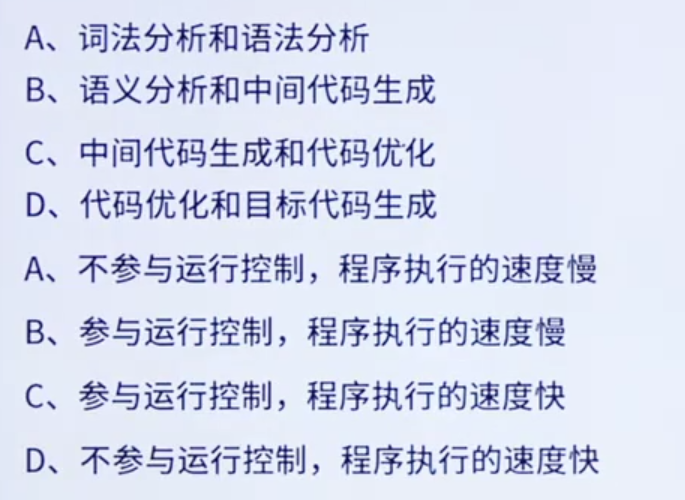 A、词法分析和语法分析
B、语义分析和中间代码生成
C、中间代码生成和代码优化
D、代码优化和目标代码生成
A、不参与运行控制，程序执行的速度慢
B、参与运行控制，程序执行的速度慢
C、参与运行控制，程序执行的速度快
D、不参与运行控制，程序执行的速度快